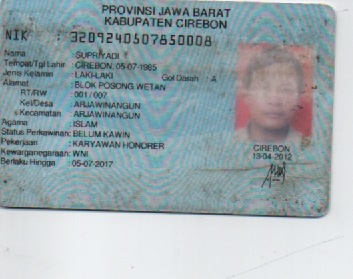 PROVINSI JAWA BARAT
KABUPATEN CIREBON
NIK : 3209240507850008
Nama : SUPRIYADI
Tempat/Tgl Lahir : CIREBON, 05-07-1985
Jenis Kelamin : LAKI-LAKI Gol Darah : A
Alamat : BLOK POSONG WETAN
RT/RW : 001/007
Kel/Desa : ARJAWINANGUN
Kecamatan : ARJAWINANGUN
Agama : ISLAM
Status Perkawinan: BELUM KAWIN
Pekerjaan : KARYAWAN HONORER
Kewarganegaraan: WNI
Berlaku Hingga : 05-07-2017
CIREBON
13-04-2012